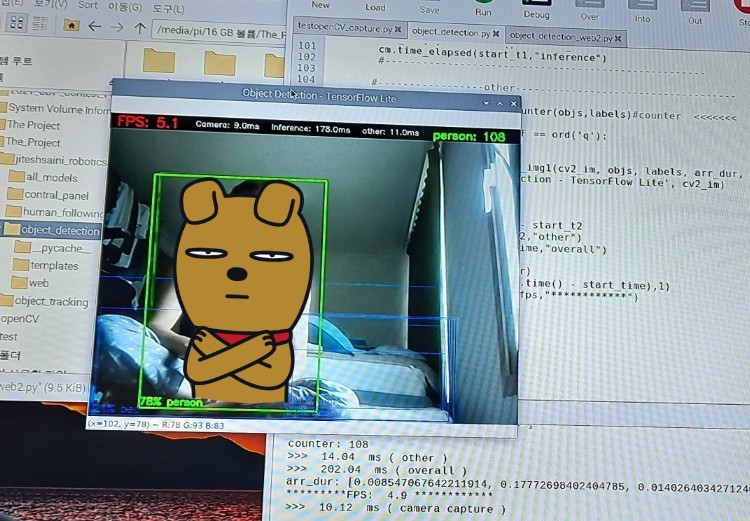 보기(V) Sort 이동(G) 도구(L)
New Load Save Run Debug Over Into Out
/media/pi/16 GB 볼륨/The_F
testopenCV_capture.py object_detection.py object_detection_web2.py
101
102
103
104
cm.time_elapsed(start_t1,"inference")
#----------other
System Volume Infor
The Project
The_Project
jiteshsaini_robotics
all_models
control_panel
human_following
object_detection
__pycache__
templates
web
object_tracking
openCV
test
폴더
web2.py" (9.5 KiB)
Object Detection - TensorFlow Lite
FPS: 5.1 Camera: 9.0ms Inference: 178.0ms other: 11.0ms person: 108
78% person
(x=102, y=78) ~ R:78 G:93 B:83
unter(objs,labels)#counter <<<<<<<
F == ord('q'):
_img1(cv2_im, objs, labels, arr_dur,
ction - TensorFlow Lite', cv2_im)
- start_t2
2,"other")
ime,"overall")
r)
.time() - start_time),1)
fps,"************")
counter: 108
>>> 14.04 ms ( other )
>>> 202.04 ms ( overall )
arr_dur: [0.008547067642211914, 0.17772698402404785, 0.01402640342712
*********FPS: 4.9 ************
>>> 10.12 ms ( camera capture )